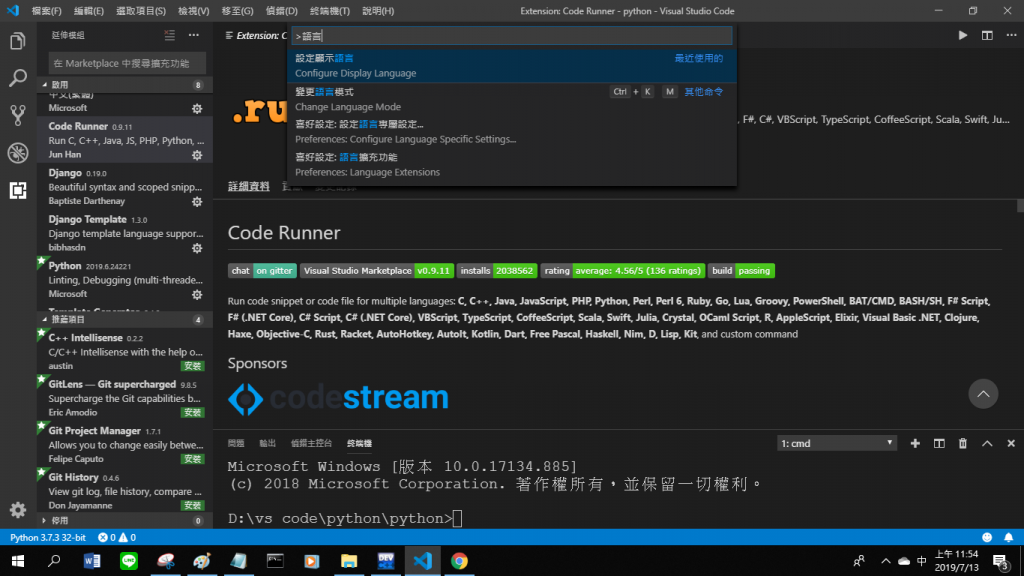 檔案(F) 編輯(E) 選取項目(S) 檢視(V) 移至(G) 偵錯(D) 終端機(T) 說明(H) Extension: Code Runner - python - Visual Studio Code
延伸模組
在 Marketplace 中搜尋擴充功能
啟用 8
中文(繁體)
Microsoft
Code Runner 0.9.11
Run C, C++, Java, JS, PHP, Python, ...
Jun Han
Django 0.19.0
Beautiful syntax and scoped snipp...
Baptiste Darthenay
Django Template 1.3.0
Django template language suppor...
bibhasdn
Python 2019.6.24221
Linting, Debugging (multi-threade...
Microsoft
推薦項目 4
C++ Intellisense 0.2.2
C/C++ Intellisense with the help o...
austin 安裝
GitLens — Git supercharged 9.8.5
Supercharge the Git capabilities b...
Eric Amodio 安裝
Git Project Manager 1.7.1
Allows you to change easily betwe...
Felipe Caputo 安裝
Git History 0.4.6
View git log, file history, compare ...
Don Jayamanne 安裝
停用 0
Extension: C
>語言
設定顯示語言 最近使用的
Configure Display Language
變更語言模式 Ctrl + K M 其他命令
Change Language Mode
喜好設定: 設定語言專屬設定...
Preferences: Configure Language Specific Settings...
喜好設定: 語言擴充功能
Preferences: Language Extensions
.ru
, F#, C#, VBScript, TypeScript, CoffeeScript, Scala, Swift, Ju...
詳細資料
Code Runner
chat on gitter Visual Studio Marketplace v0.9.11 installs 2038562 rating average: 4.56/5 (136 ratings) build passing
Run code snippet or code file for multiple languages: C, C++, Java, JavaScript, PHP, Python, Perl, Perl 6, Ruby, Go, Lua, Groovy, PowerShell, BAT/CMD, BASH/SH, F# Script,
F# (.NET Core), C# Script, C# (.NET Core), VBScript, TypeScript, CoffeeScript, Scala, Swift, Julia, Crystal, OCaml Script, R, AppleScript, Elixir, Visual Basic .NET, Clojure,
Haxe, Objective-C, Rust, Racket, AutoHotkey, AutoIt, Kotlin, Dart, Free Pascal, Haskell, Nim, D, Lisp, Kit, and custom command
Sponsors
codestream
問題 輸出 偵錯主控台 終端機 1: cmd
Microsoft Windows [版本 10.0.17134.885]
(c) 2018 Microsoft Corporation. 著作權所有，並保留一切權利。
D:\vs code\python\python>
Python 3.7.3 32-bit 0 0
LINE
DEV
中
上午 11:54
2019/7/13
3